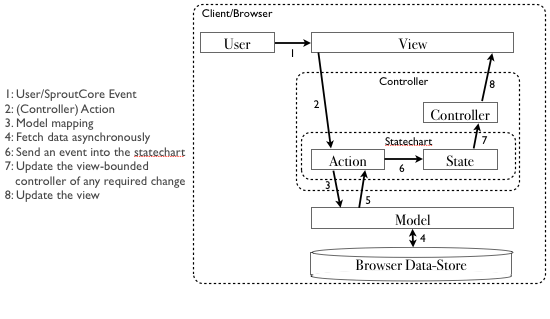 Client/Browser
User
View
1
8
Controller
1: User/SproutCore Event
2: (Controller) Action
3. Model mapping
4: Fetch data asynchronously
6: Send an event into the statechart
7: Update the view-bounded
controller of any required change
8: Update the view
2
Controller
Statechart
7
Action
State
6
3
5
Model
4
Browser Data-Store